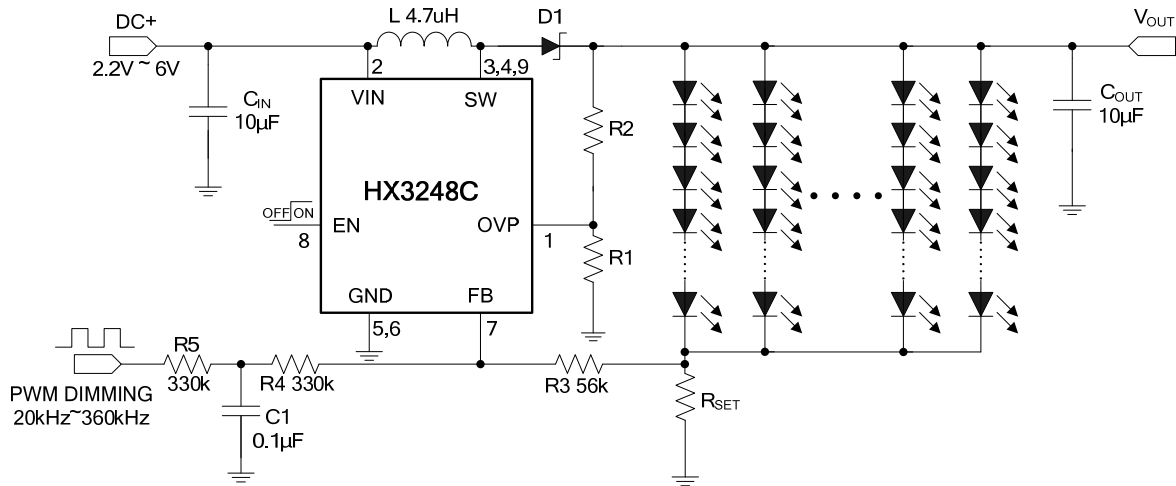 DC+
L 4.7uH
D1
VOUT
2.2V~6V
2
3,4,9
CIN
10μF
VIN
SW
R2
COUT
10μF
HX3248C
OFF ON
EN
OVP
8
1
R1
GND
FB
5,6
7
R5
330k
R4 330k
R3 56k
PWM DIMMING
20kHz~360kHz
C1
0.1μF
RSET